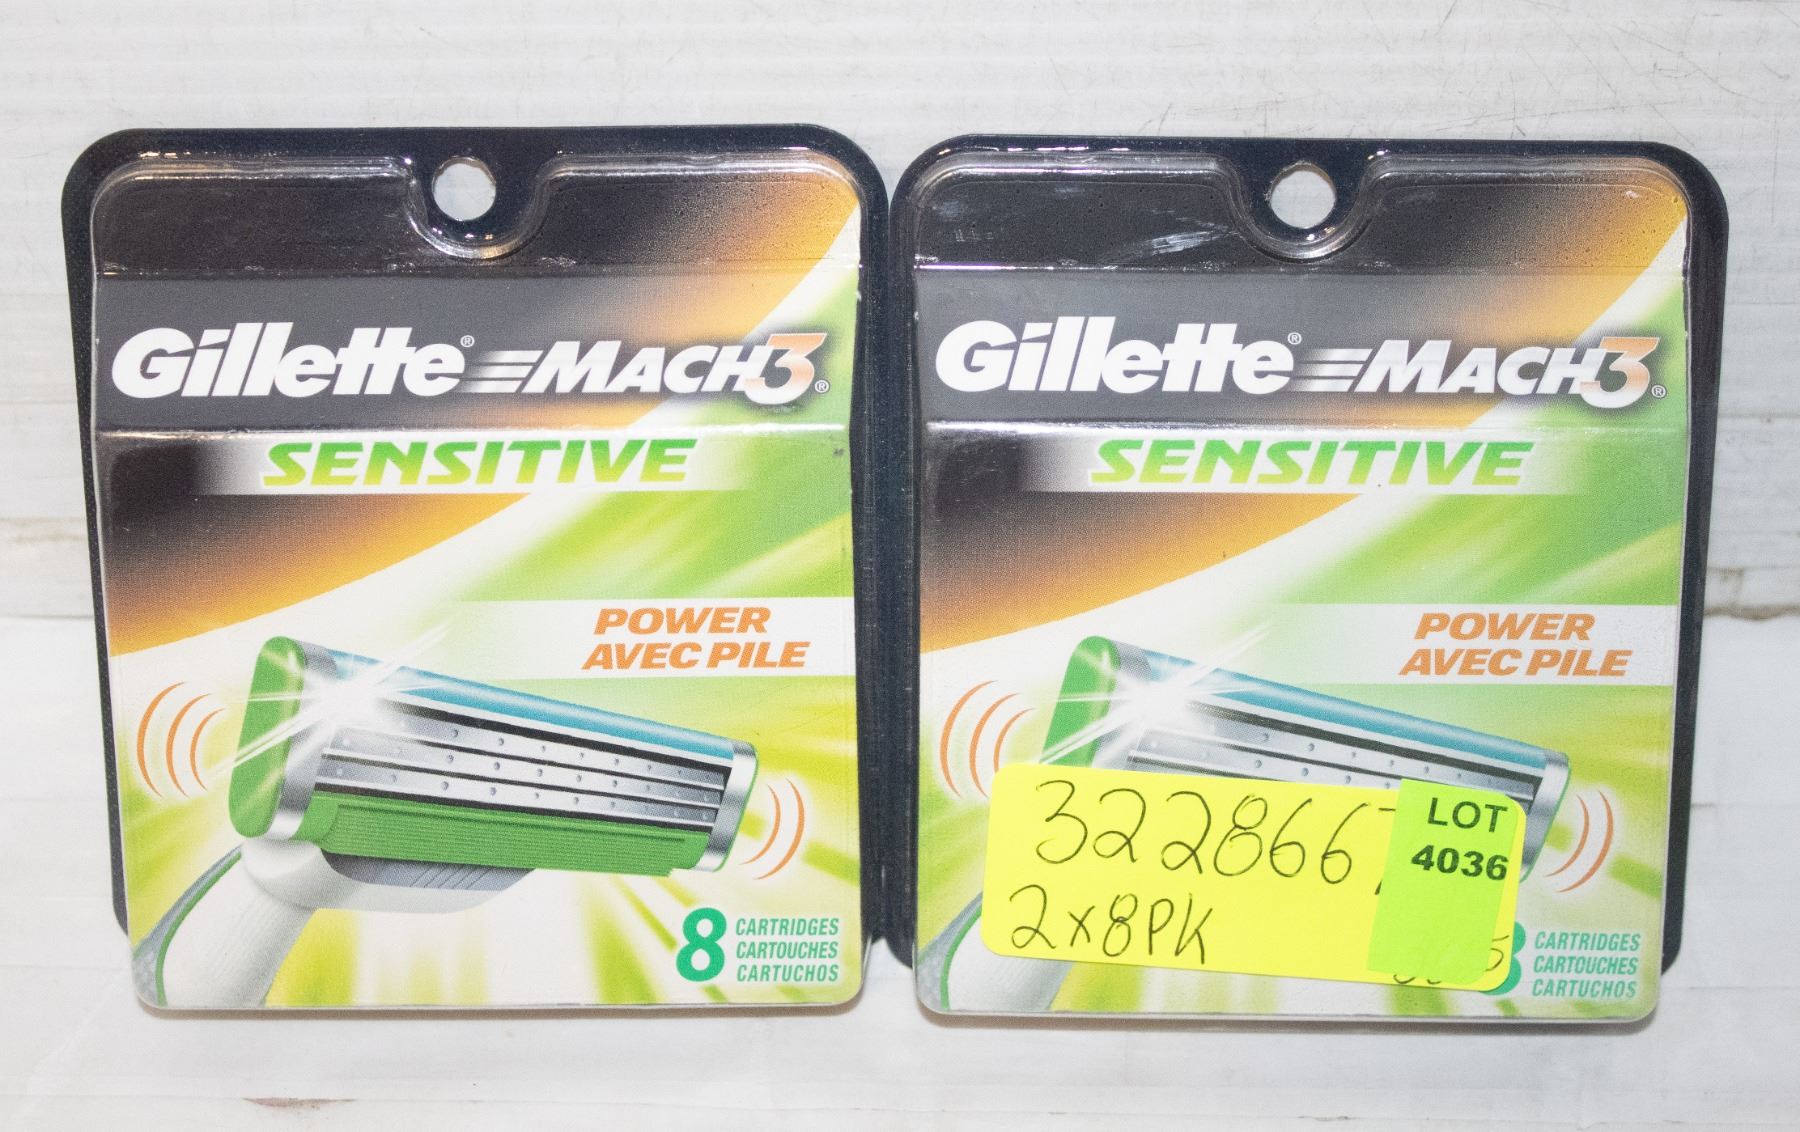 Gillette® MACH3®
SENSITIVE
POWER
AVEC PILE
8 CARTRIDGES
CARTOUCHES
CARTUCHOS
Gillette® MACH3®
SENSITIVE
POWER
AVEC PILE
322866
2x8PK
LOT
4036
8 CARTRIDGES
CARTOUCHES
CARTUCHOS